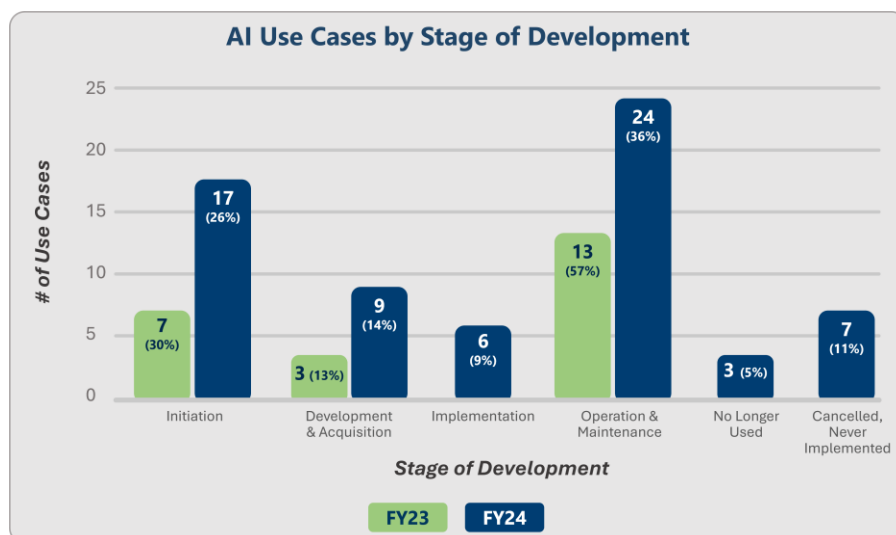 AI Use Cases by Stage of Development
25
20
15
10
5
0
# of Use Cases
7
(30%)
17
(26%)
3 (13%)
9
(14%)
6
(9%)
13
(57%)
24
(36%)
3 (5%)
7
(11%)
Initiation
Development
& Acquisition
Implementation
Operation &
Maintenance
No Longer
Used
Cancelled,
Never
Implemented
Stage of Development
FY23
FY24